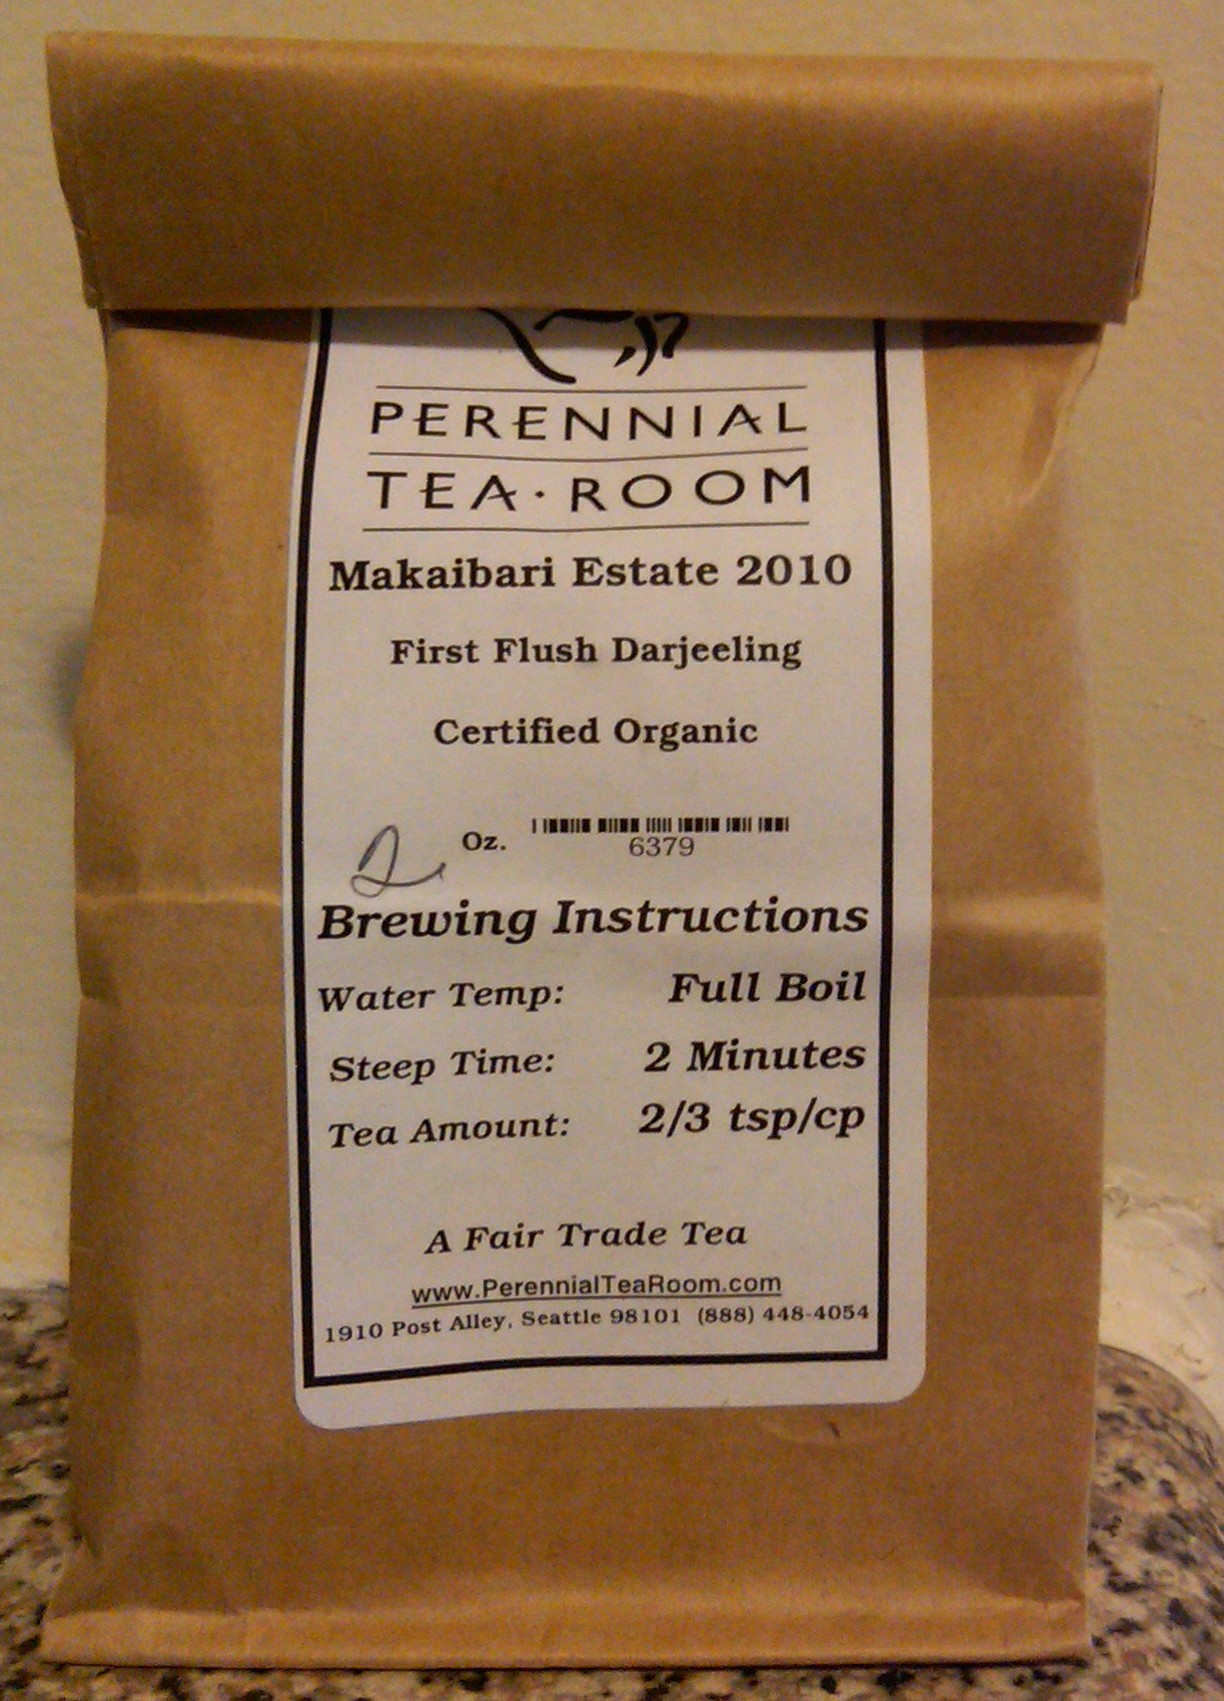 PERENNIAL
TEA·ROOM
Makaibari Estate 2010
First Flush Darjeeling
Certified Organic
2 Oz.
6379
Brewing Instructions
Water Temp: Full Boil
Steep Time: 2 Minutes
Tea Amount: 2/3 tsp/cp
A Fair Trade Tea
www.PerennialTeaRoom.com
1910 Post Alley, Seattle 98101 (888) 448-4054